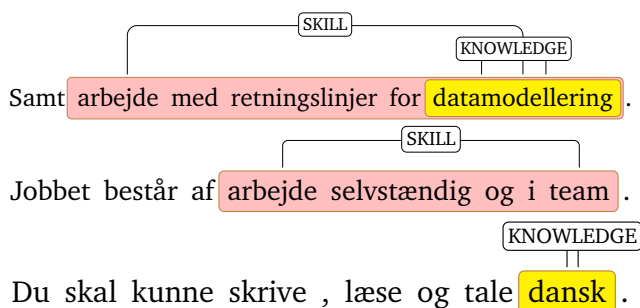 SKILL
KNOWLEDGE
Samt arbejde med retningslinjer for datamodellering .
SKILL
Jobbet består af arbejde selvstændig og i team .
KNOWLEDGE
Du skal kunne skrive , læse og tale dansk .